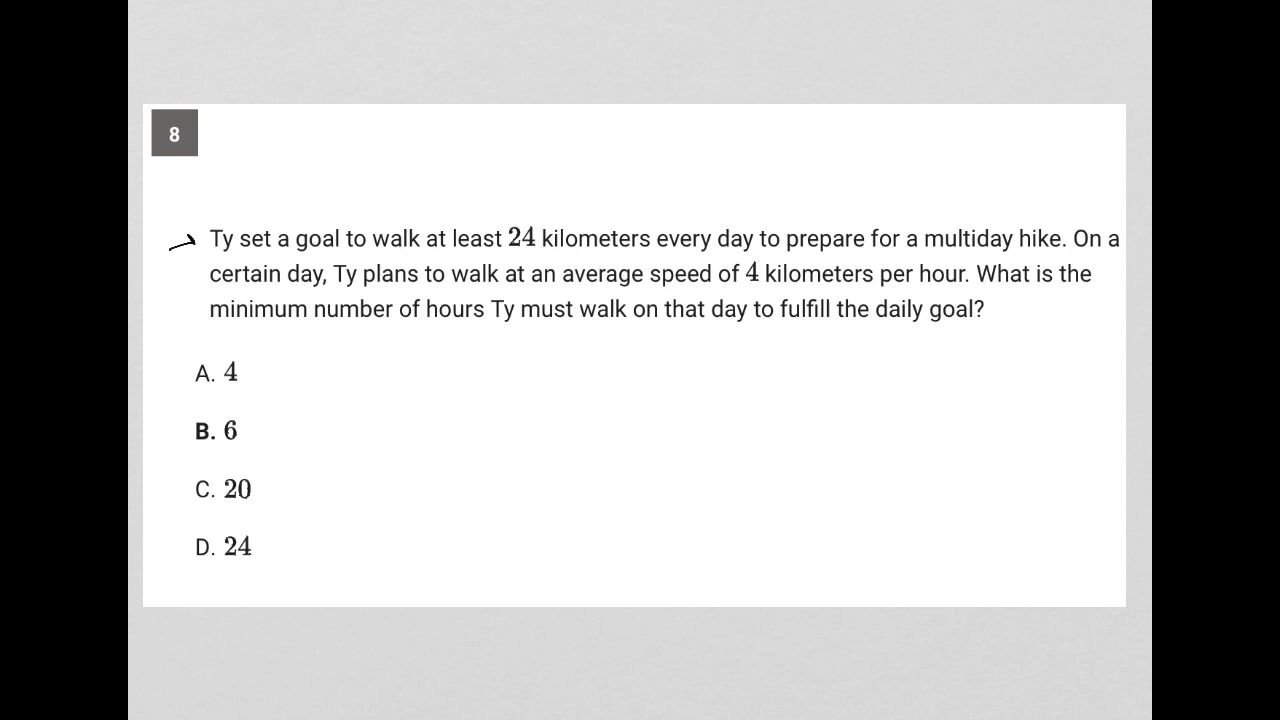 8
Ty set a goal to walk at least 24 kilometers every day to prepare for a multiday hike. On a
certain day, Ty plans to walk at an average speed of 4 kilometers per hour. What is the
minimum number of hours Ty must walk on that day to fulfill the daily goal?
A. 4
B. 6
C. 20
D. 24